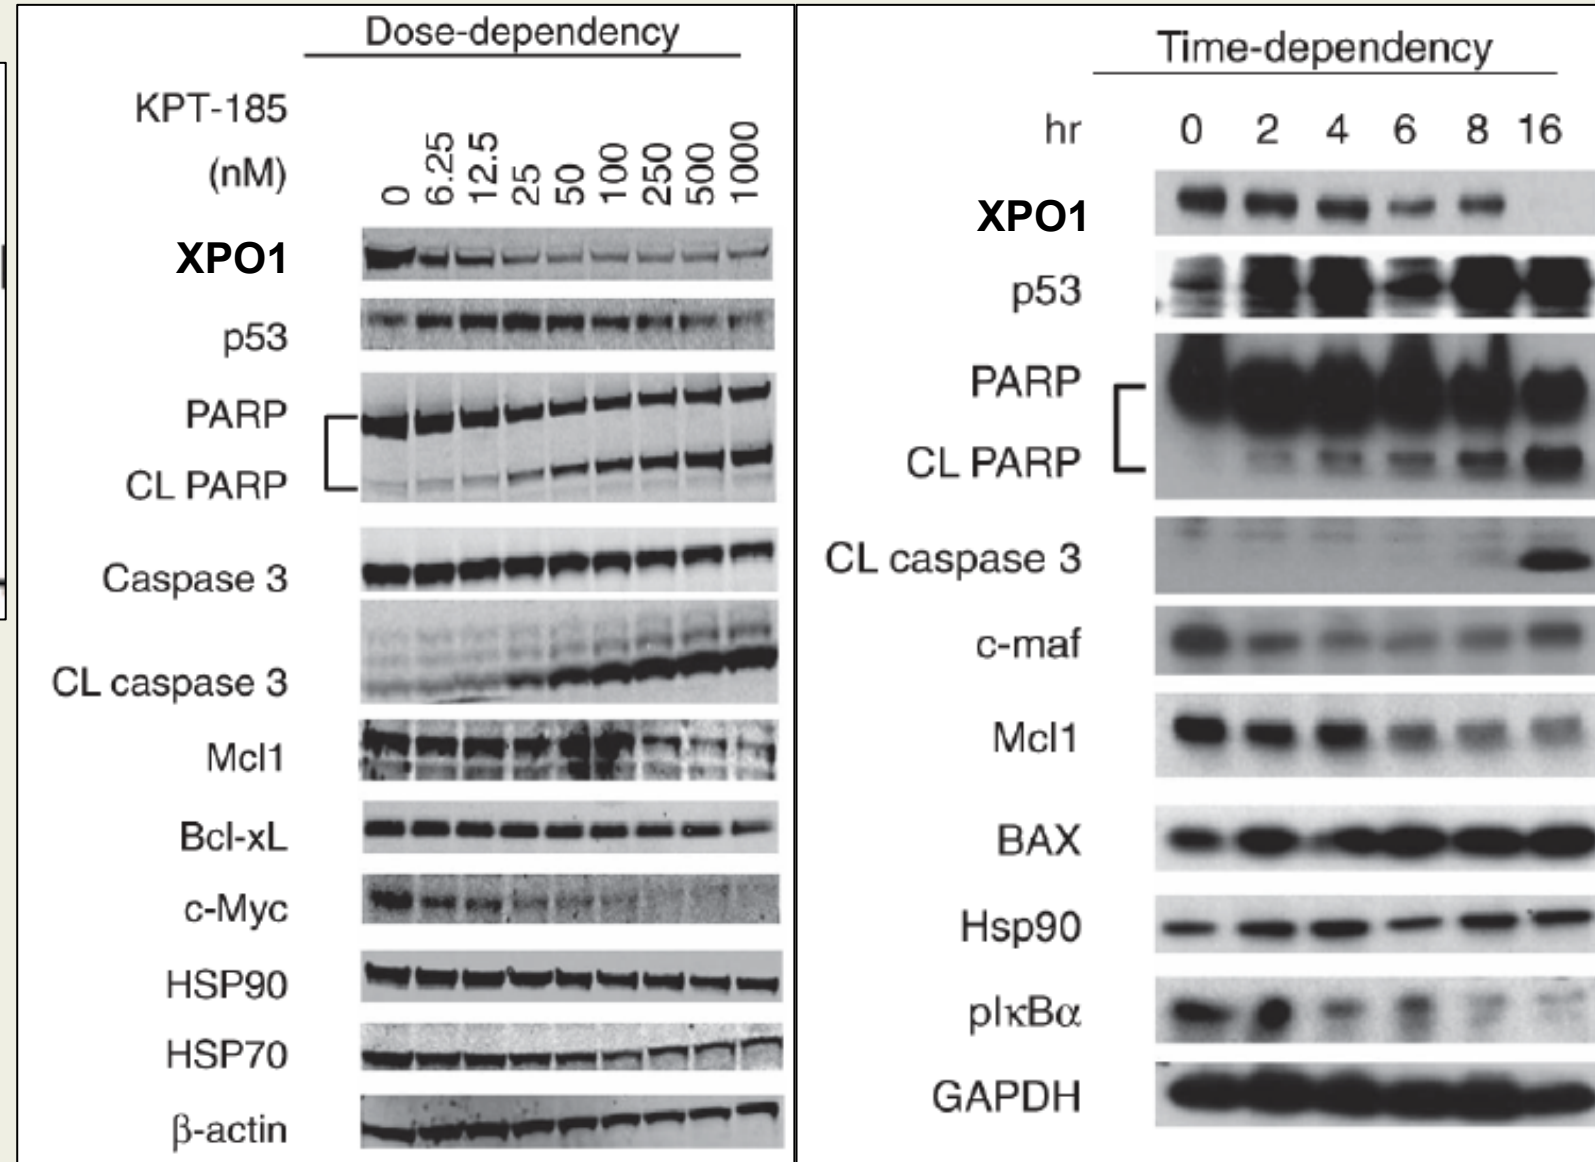 Dose-dependency
KPT-185
(nM)
0 6.25 12.5 25 50 100 250 500 1000
XPO1
p53
PARP
CL PARP
Caspase 3
CL caspase 3
Mcl1
Bcl-xL
c-Myc
HSP90
HSP70
β-actin
Time-dependency
hr 0 2 4 6 8 16
XPO1
p53
PARP
CL PARP
CL caspase 3
c-maf
Mcl1
BAX
Hsp90
pIκBα
GAPDH